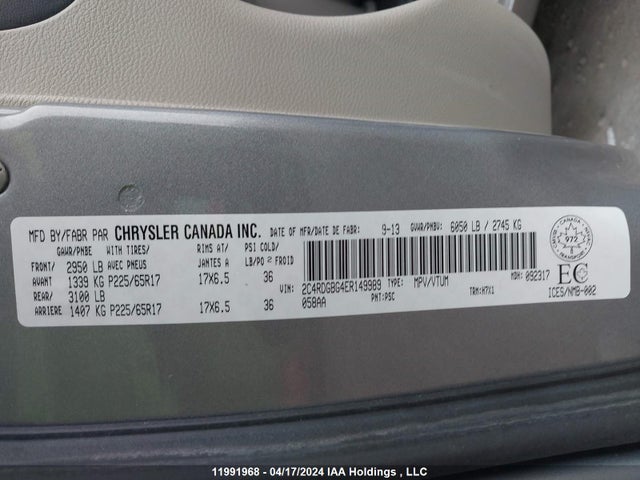 MFD BY/FABR PAR CHRYSLER CANADA INC. DATE OF MFR/DATE DE FABR: 9-13 GVWR/PNBV: 6050 LB / 2745 KG
GAWR/PNBE WITH TIRES/ RIMS AT/ PSI COLD/
FRONT/ 2950 LB AVEC PNEUS JANTES A LB/PO² FROID
AVANT 1339 KG P225/65R17 17X6.5 36
REAR/ 3100 LB
ARRIERE 1407 KG P225/65R17 17X6.5 36
VIN: 2C4RDGBG4ER149989 TYPE: MPV/VTUM MDH: 092317
058AA PNT: PSC TRM: H7X1
CANADA
972
TRANSPORT
EC
ICES/NMB-002
11991968 - 04/17/2024 IAA Holdings , LLC